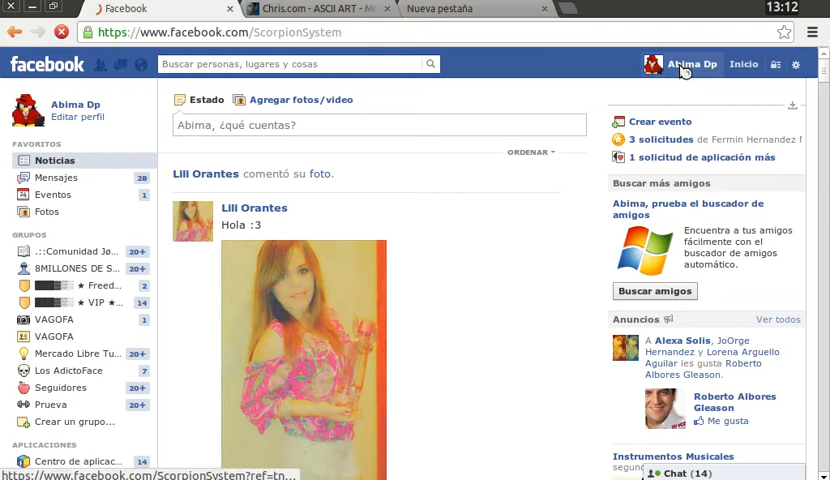 13:12
Facebook
Chris.com - ASCII ART - Mo
Nueva pestaña
https://www.facebook.com/ScorpionSystem
facebook
Buscar personas, lugares y cosas
Abima Dp
Inicio
Abima Dp
Editar perfil
FAVORITOS
Noticias
Mensajes 28
Eventos 1
Fotos
GRUPOS
.::Comunidad Jø... 20+
8MILLONES DE S... 20+
★ Freed... 2
★ VIP ★... 14
VAGOFA 1
VAGOFA
Mercado Libre Tu... 20+
Los AdictoFace 7
Seguidores 20+
Prueva 20+
Crear un grupo...
APLICACIONES
Centro de aplicac... 14
https://www.facebook.com/ScorpionSystem?ref=tn...
Estado
Agregar fotos/video
Abima, ¿qué cuentas?
ORDENAR
Lili Orantes comentó su foto.
Lili Orantes
Hola :3
Crear evento
3 solicitudes de Fermin Hernandez
1 solicitud de aplicación más
Buscar más amigos
Abima, prueba el buscador de
amigos
Encuentra a tus amigos
fácilmente con el
buscador de amigos
automático.
Buscar amigos
Anuncios
Ver todos
A Alexa Solis, JoOrge
Hernandez y Lorena Arguello
Aguilar les gusta Roberto
Albores Gleason.
Roberto Albores
Gleason
Me gusta
Instrumentos Musicales
Chat (14)